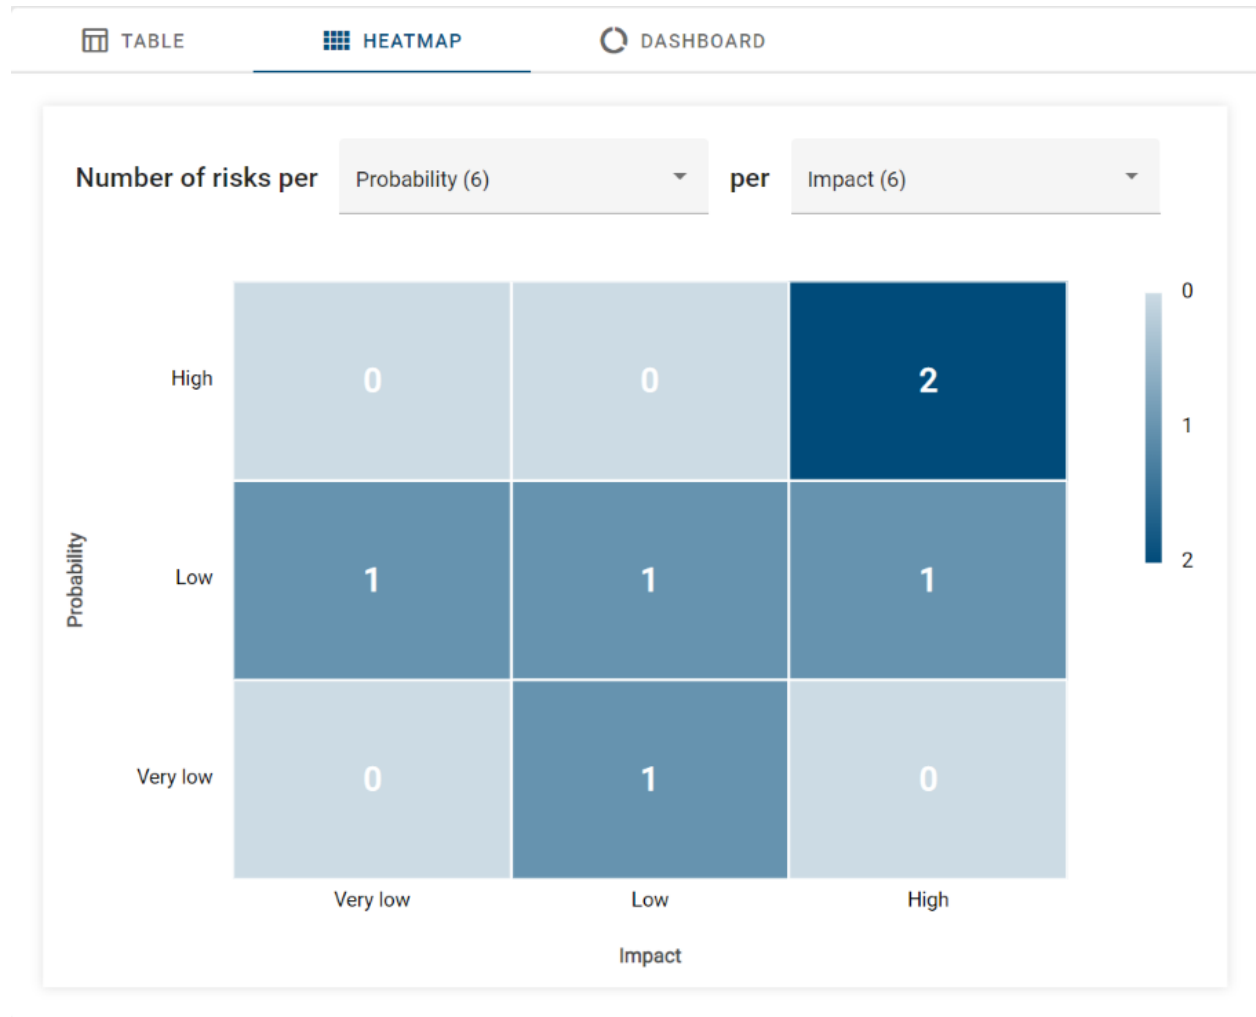 TABLE HEATMAP DASHBOARD
Number of risks per Probability (6) per Impact (6)
0
High 0 0 2
1
Probability
Low 1 1 1
2
Very low 0 1 0
Very low Low High
Impact